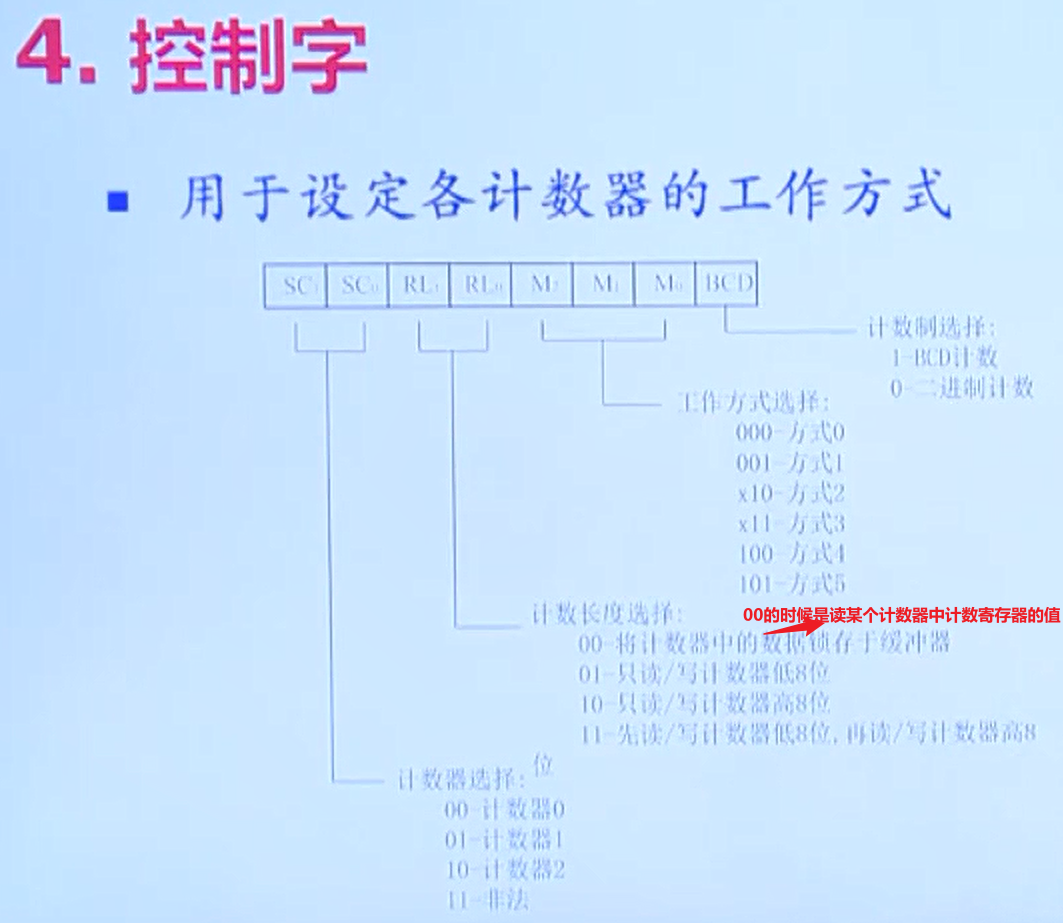 4. 控制字
■ 用于设定各计数器的工作方式
SC₁ SC₀ RL₁ RL₀ M₂ M₁ M₀ BCD
计数制选择:
1-BCD计数
0-二进制计数
工作方式选择:
000-方式0
001-方式1
x10-方式2
x11-方式3
100-方式4
101-方式5
计数长度选择:
00的时候是读某个计数器中计数寄存器的值
00-将计数器中的数据锁存于缓冲器
01-只读/写计数器低8位
10-只读/写计数器高8位
11-先读/写计数器低8位,再读/写计数器高8
位
计数器选择:
00-计数器0
01-计数器1
10-计数器2
11-非法